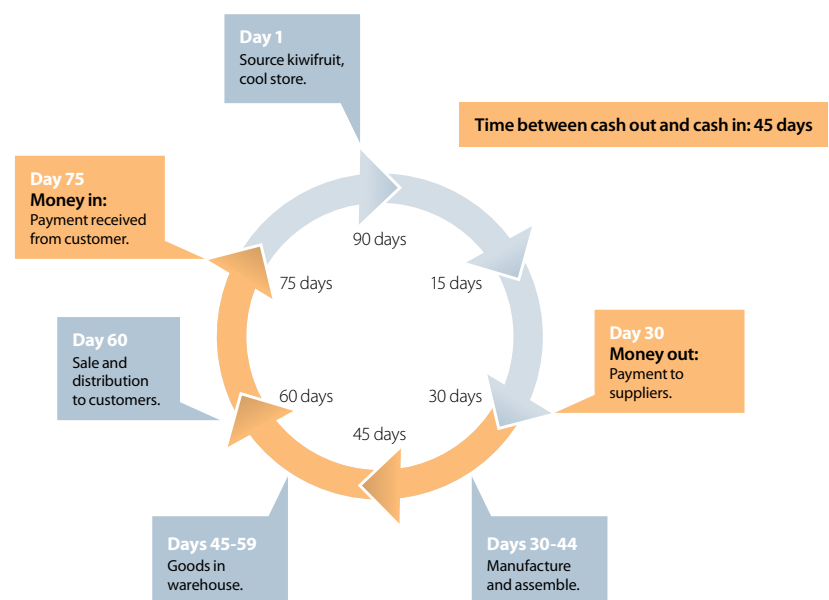 Day 1
Source kiwifruit,
cool store.
Time between cash out and cash in: 45 days
Day 75
Money in:
Payment received
from customer.
90 days
75 days
15 days
Day 30
Money out:
Payment to
suppliers.
Day 60
Sale and
distribution
to customers.
60 days
30 days
45 days
Days 45-59
Goods in
warehouse.
Days 30-44
Manufacture
and assemble.